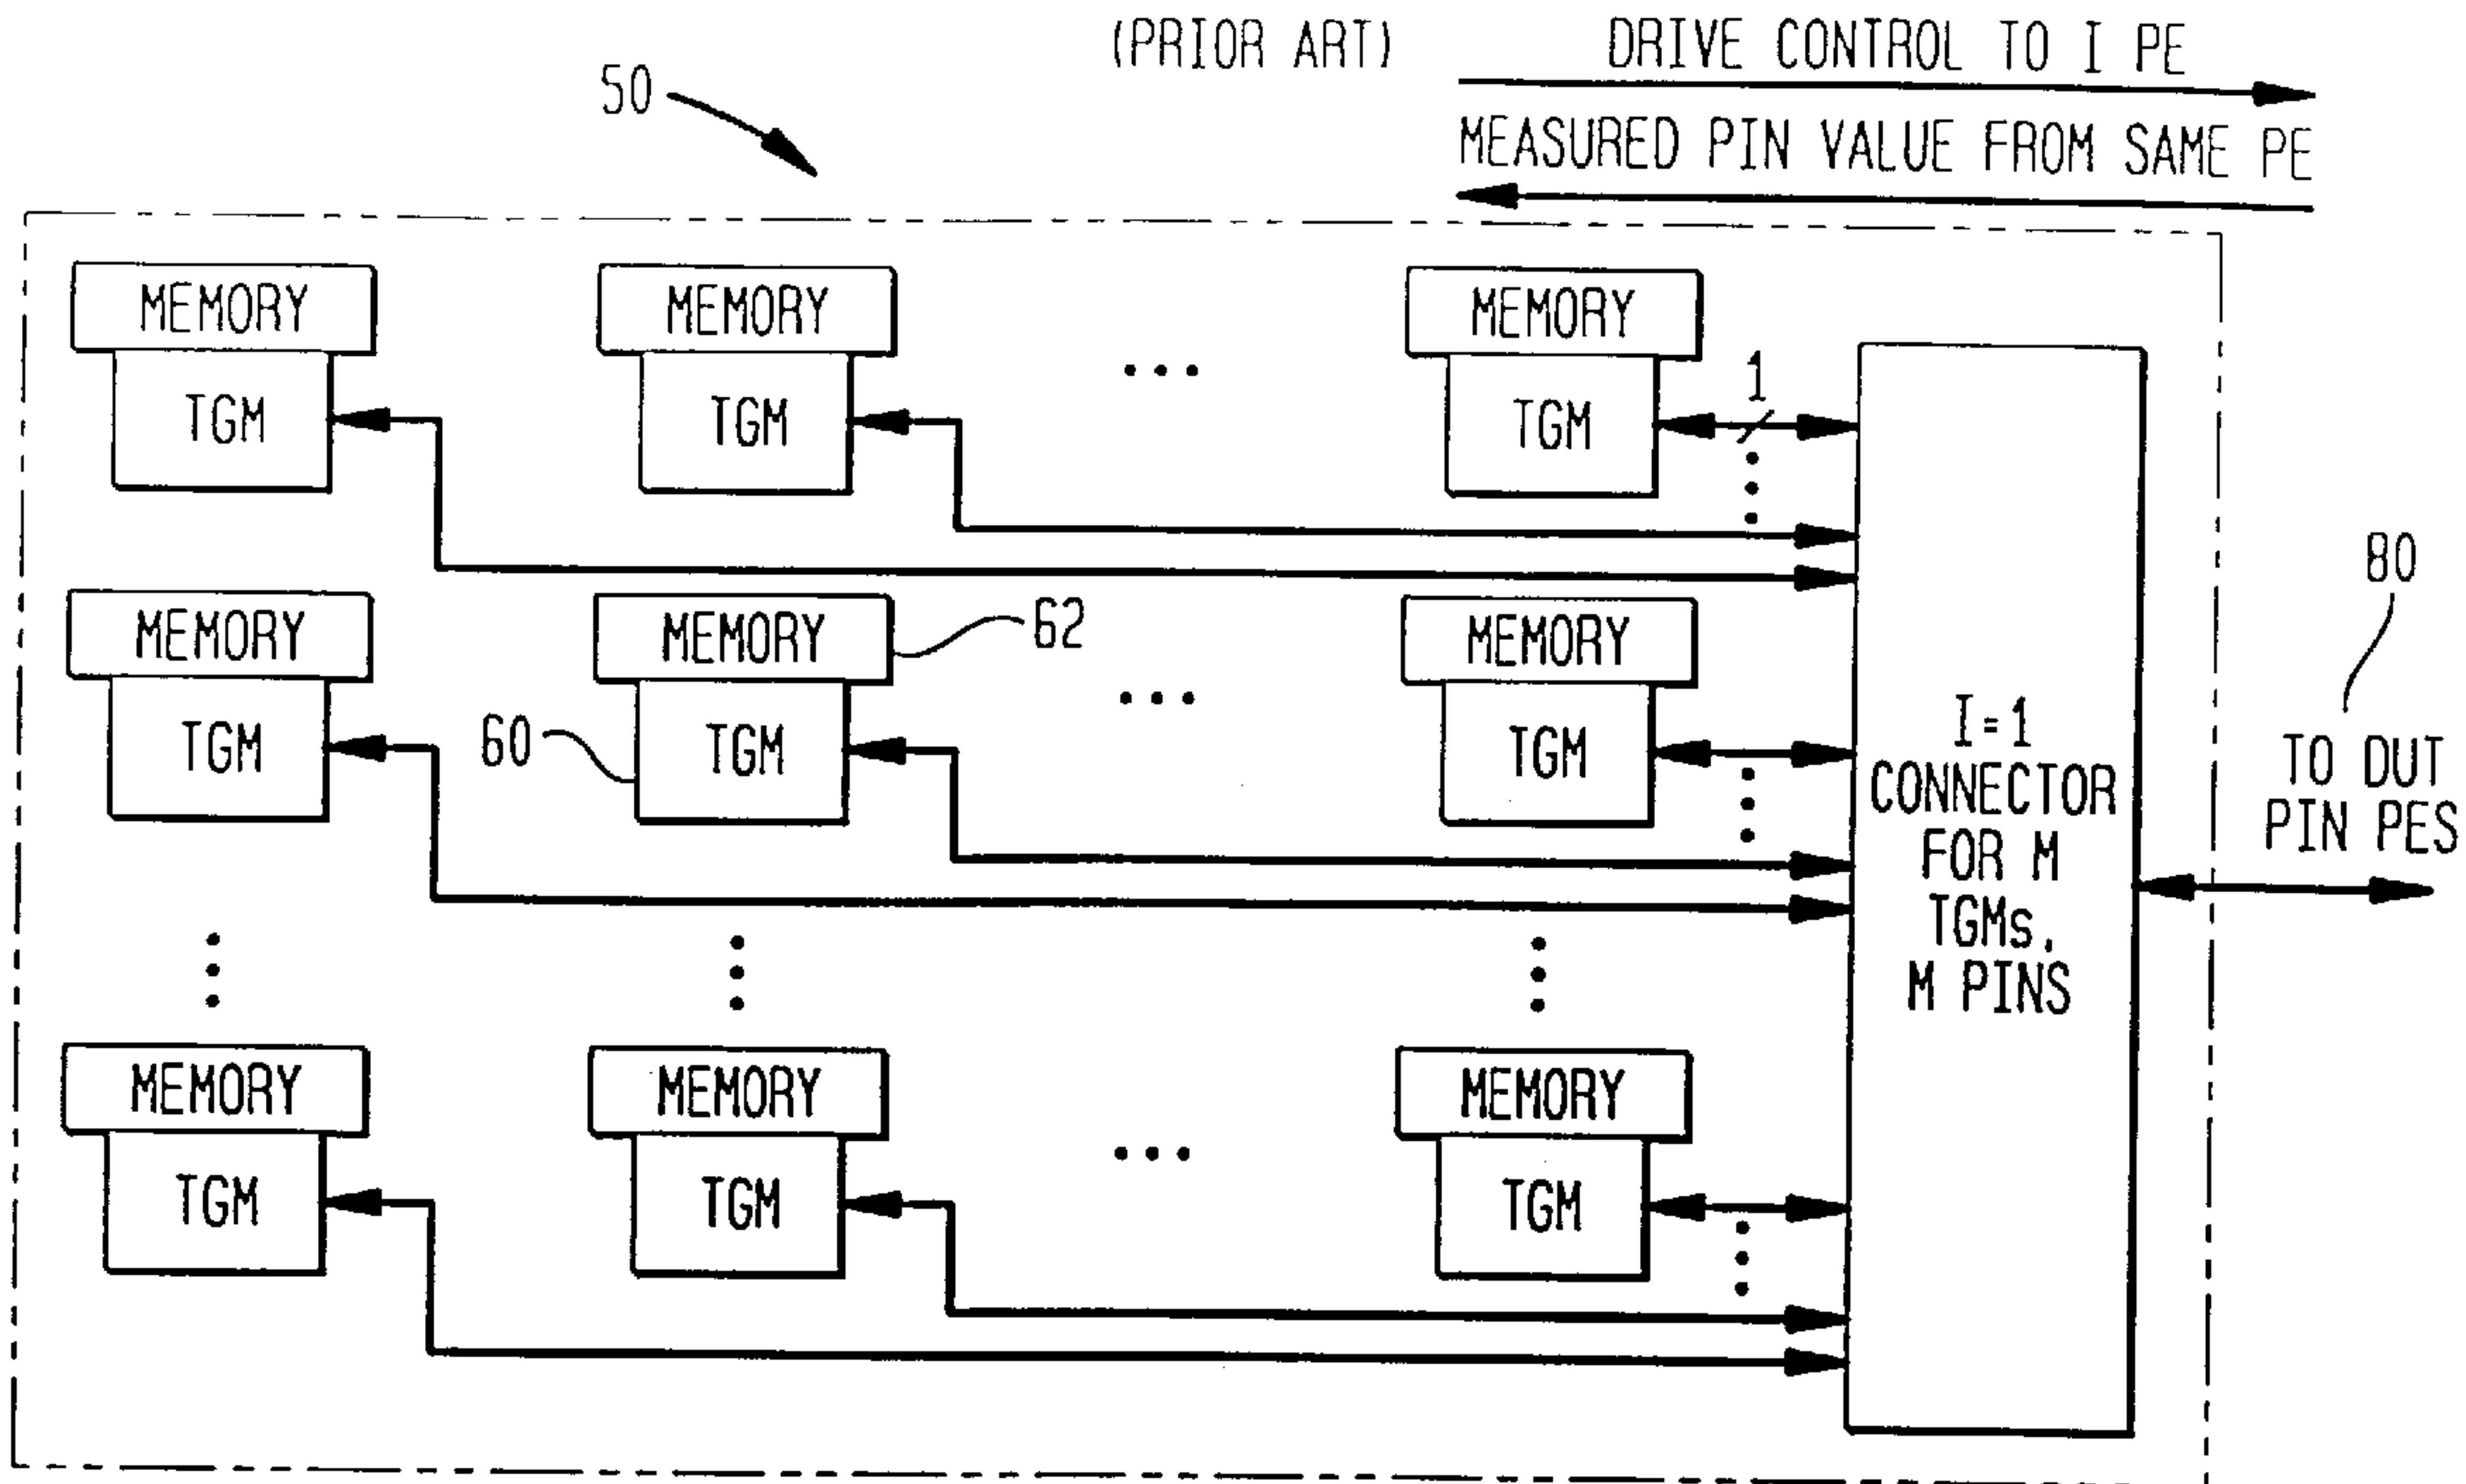 (PRIOR ART)
DRIVE CONTROL TO I PE
50
MEASURED PIN VALUE FROM SAME PE
MEMORY
MEMORY
MEMORY
TGM
TGM
TGM
1
80
MEMORY
MEMORY
62
MEMORY
TGM
60
TGM
TGM
I=1
CONNECTOR
FOR M
TGMs,
M PINS
TO DUT
PIN PES
MEMORY
MEMORY
MEMORY
TGM
TGM
TGM